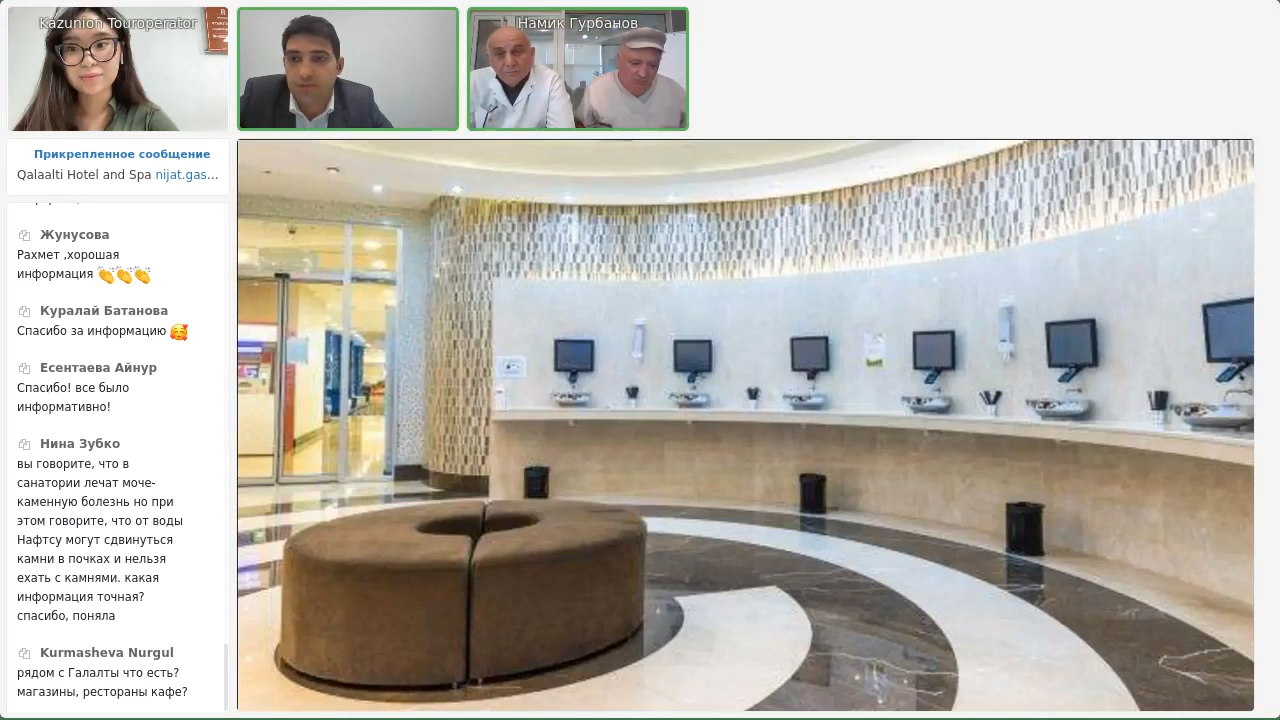 Kazunion Touroperator
Намик Гурбанов
Прикрепленное сообщение
Qalaalti Hotel and Spa nijat.gas...
Жунусова
Рахмет ,хорошая
информация 👏👏👏
Куралай Батанова
Спасибо за информацию 🥰
Есентаева Айнур
Спасибо! все было
информативно!
Нина Зубко
вы говорите, что в
санатории лечат моче-
каменную болезнь но при
этом говорите, что от воды
Нафтсу могут сдвинуться
камни в почках и нельзя
ехать с камнями. какая
информация точная?
спасибо, поняла
Kurmasheva Nurgul
рядом с Галалты что есть?
магазины, рестораны кафе?